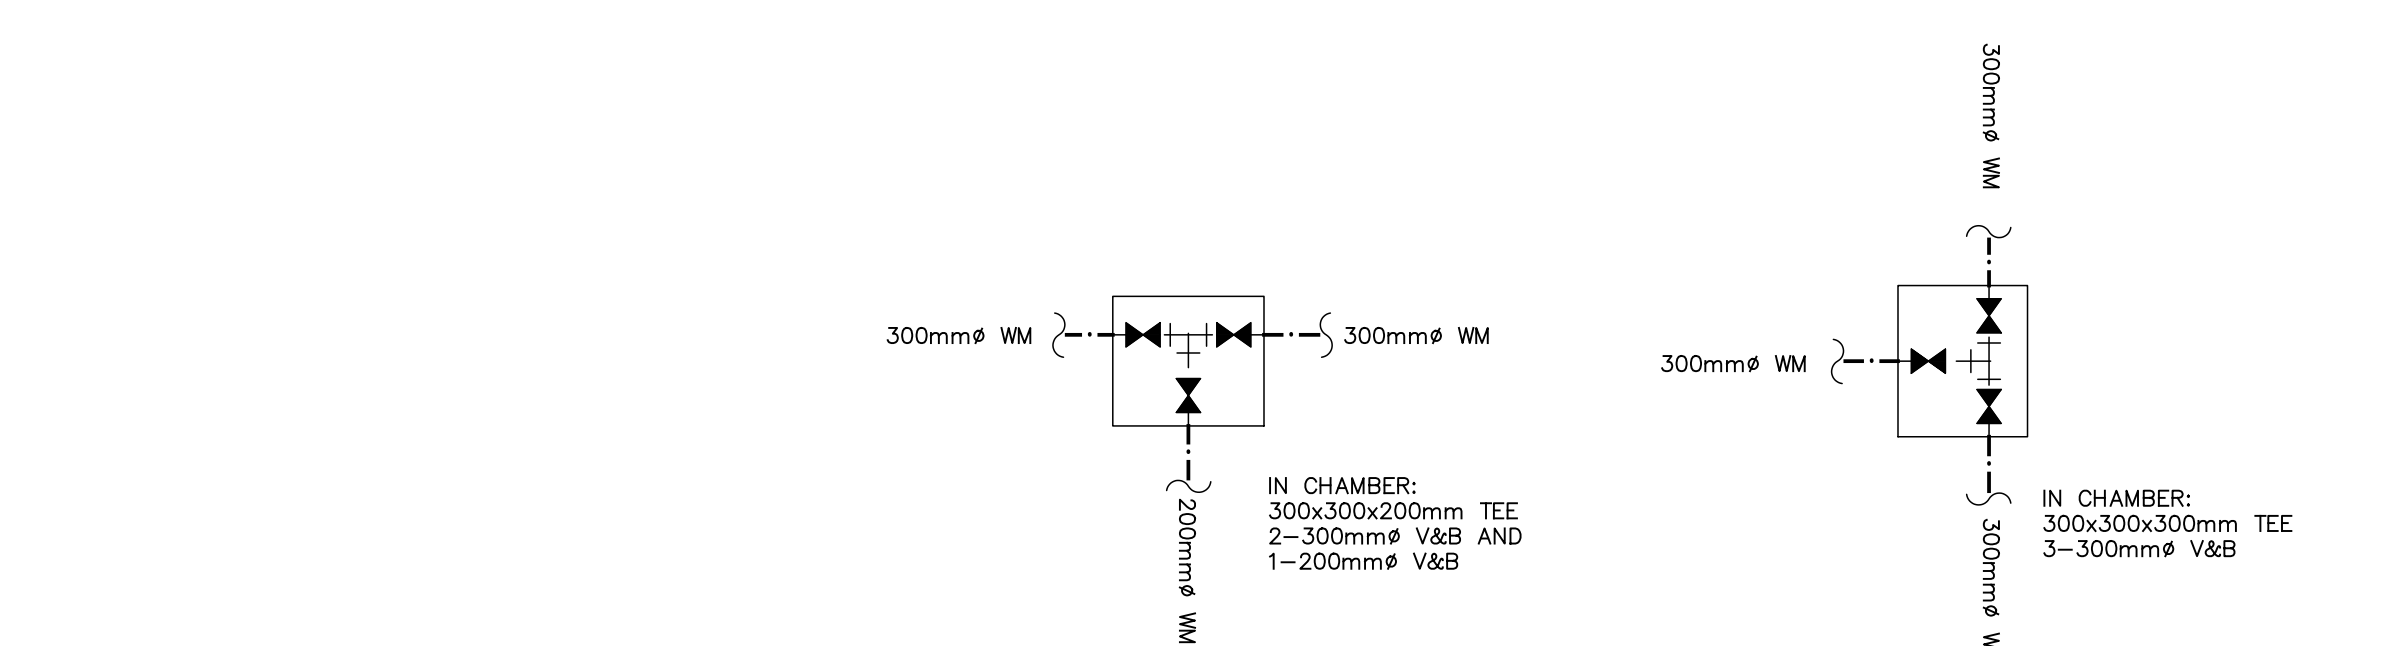 300mmø WM
300mmø WM
200mmø WM
IN CHAMBER:
300x300x200mm TEE
2-300mmø V&B AND
1-200mmø V&B
300mmø WM
300mmø WM
300mmø
IN CHAMBER:
300x300x300mm TEE
3-300mmø V&B